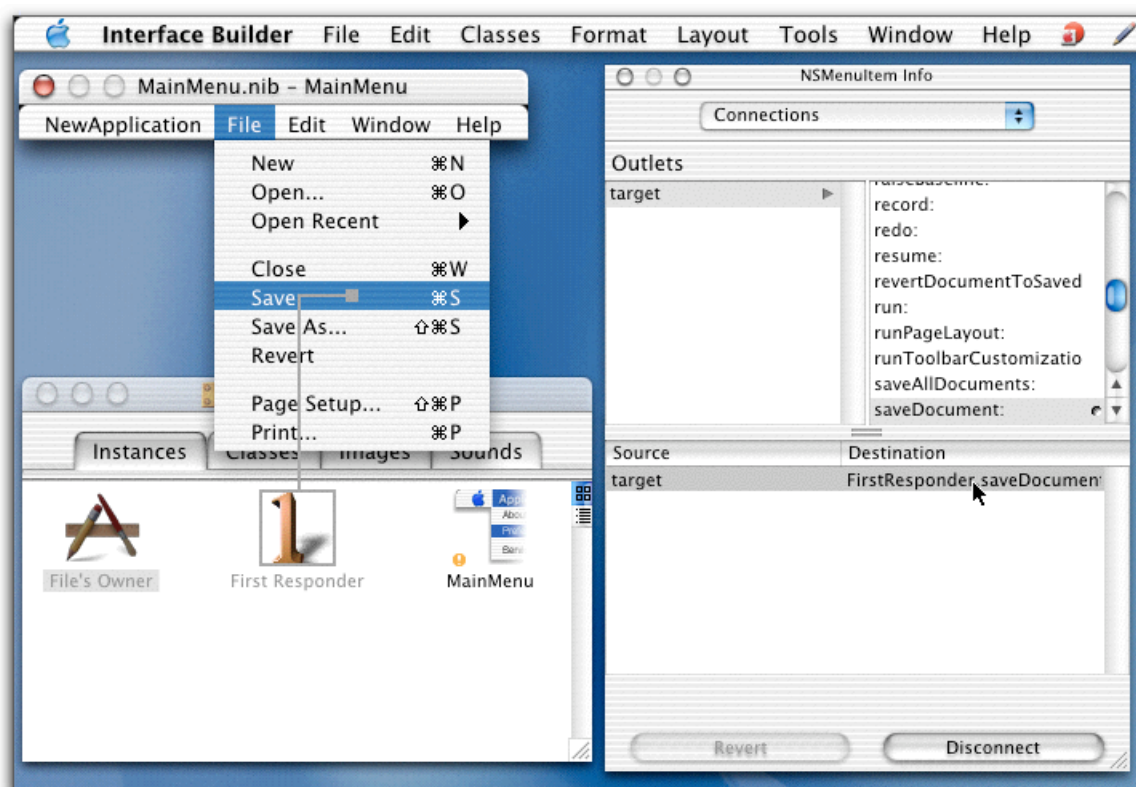 Interface Builder File Edit Classes Format Layout Tools Window Help
MainMenu.nib – MainMenu
NewApplication File Edit Window Help
New ⌘N
Open... ⌘O
Open Recent
Close ⌘W
Save ⌘S
Save As... ⇧⌘S
Revert
Page Setup... ⇧⌘P
Print... ⌘P
Instances Classes Images Sounds
File's Owner
First Responder
MainMenu
NSMenuItem Info
Connections
Outlets
target
record:
redo:
resume:
revertDocumentToSaved
run:
runPageLayout:
runToolbarCustomizatio
saveAllDocuments:
saveDocument:
Source Destination
target FirstResponder.saveDocument
Revert Disconnect